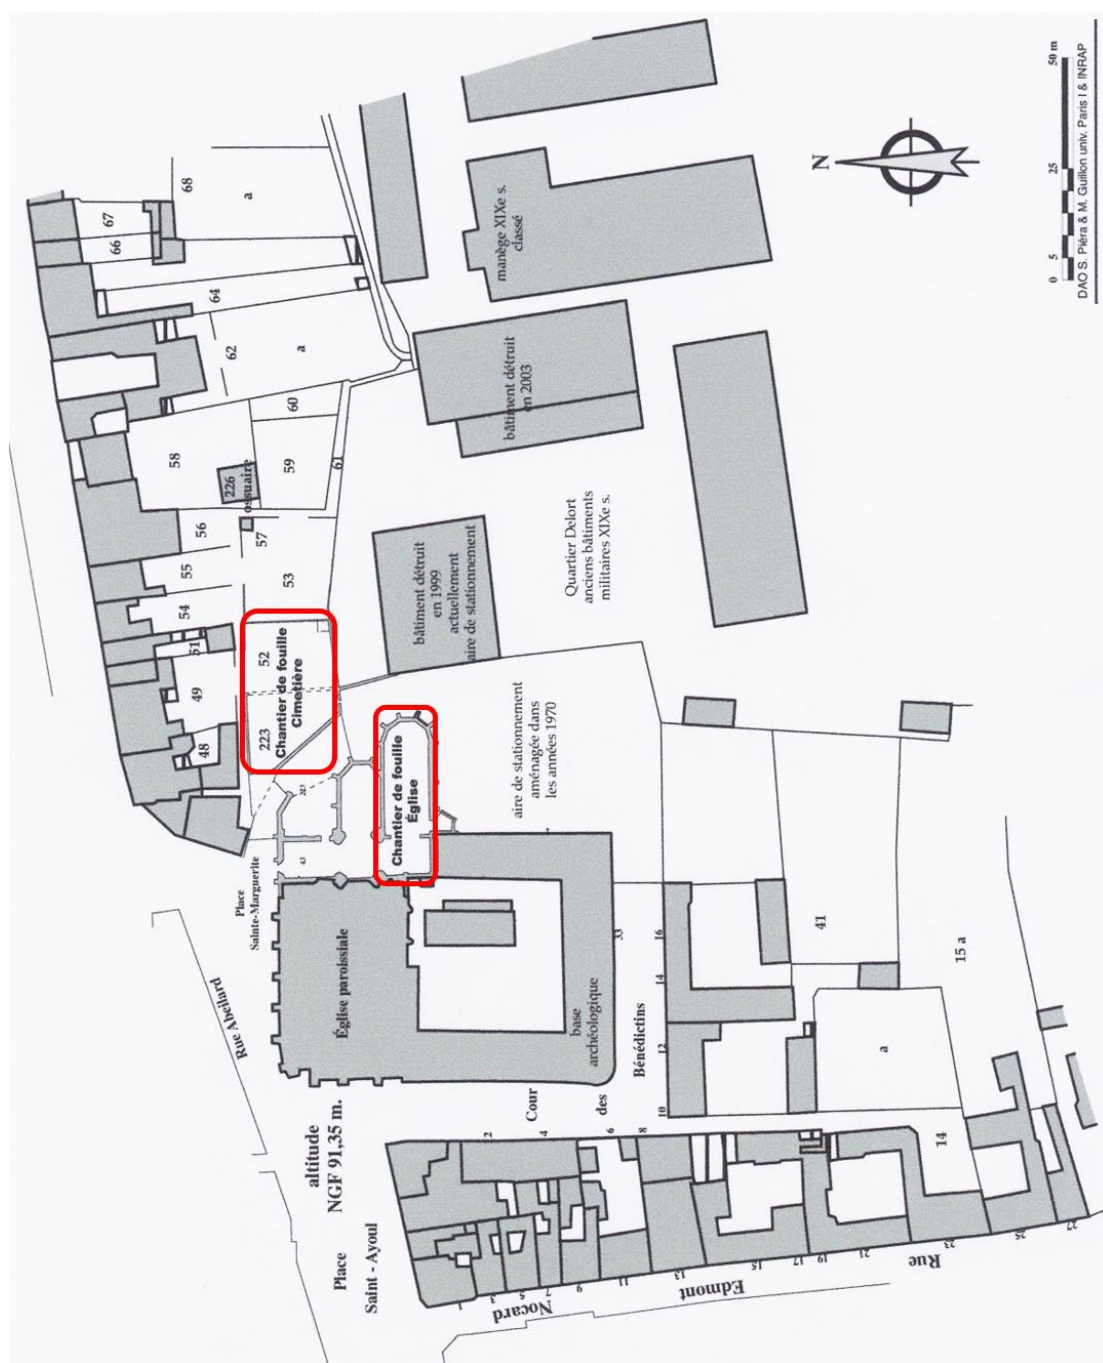 68
a
67
66
64
62
a
60
58
59
61
226
ossuaire
56
57
55
53
54
51
52
49
223
48
Chantier de fouille
Cimetière
Chantier de fouille
Église
manège XIXe s.
classé
bâtiment détruit
en 2003
bâtiment détruit
en 1999
actuellement
aire de stationnement
Quartier Delort
anciens bâtiments
militaires XIXe s.
aire de stationnement
aménagée dans
les années 1970
N
0 5 25 50 m
DAO S. Piéra & M. Guillon univ. Paris I & INRAP
Place
Sainte-Marguerite
43
Rue Abeilard
Église paroissiale
base
archéologique
33
16
14
12
10
41
15 a
a
14
Cour
des
Bénédictins
2
4
6
8
altitude
NGF 91,35 m.
Place
Saint - Ayoul
1
3
5
7
9
11
13
15
17
19
21
23
25
27
Rue
Edmont
Nocard